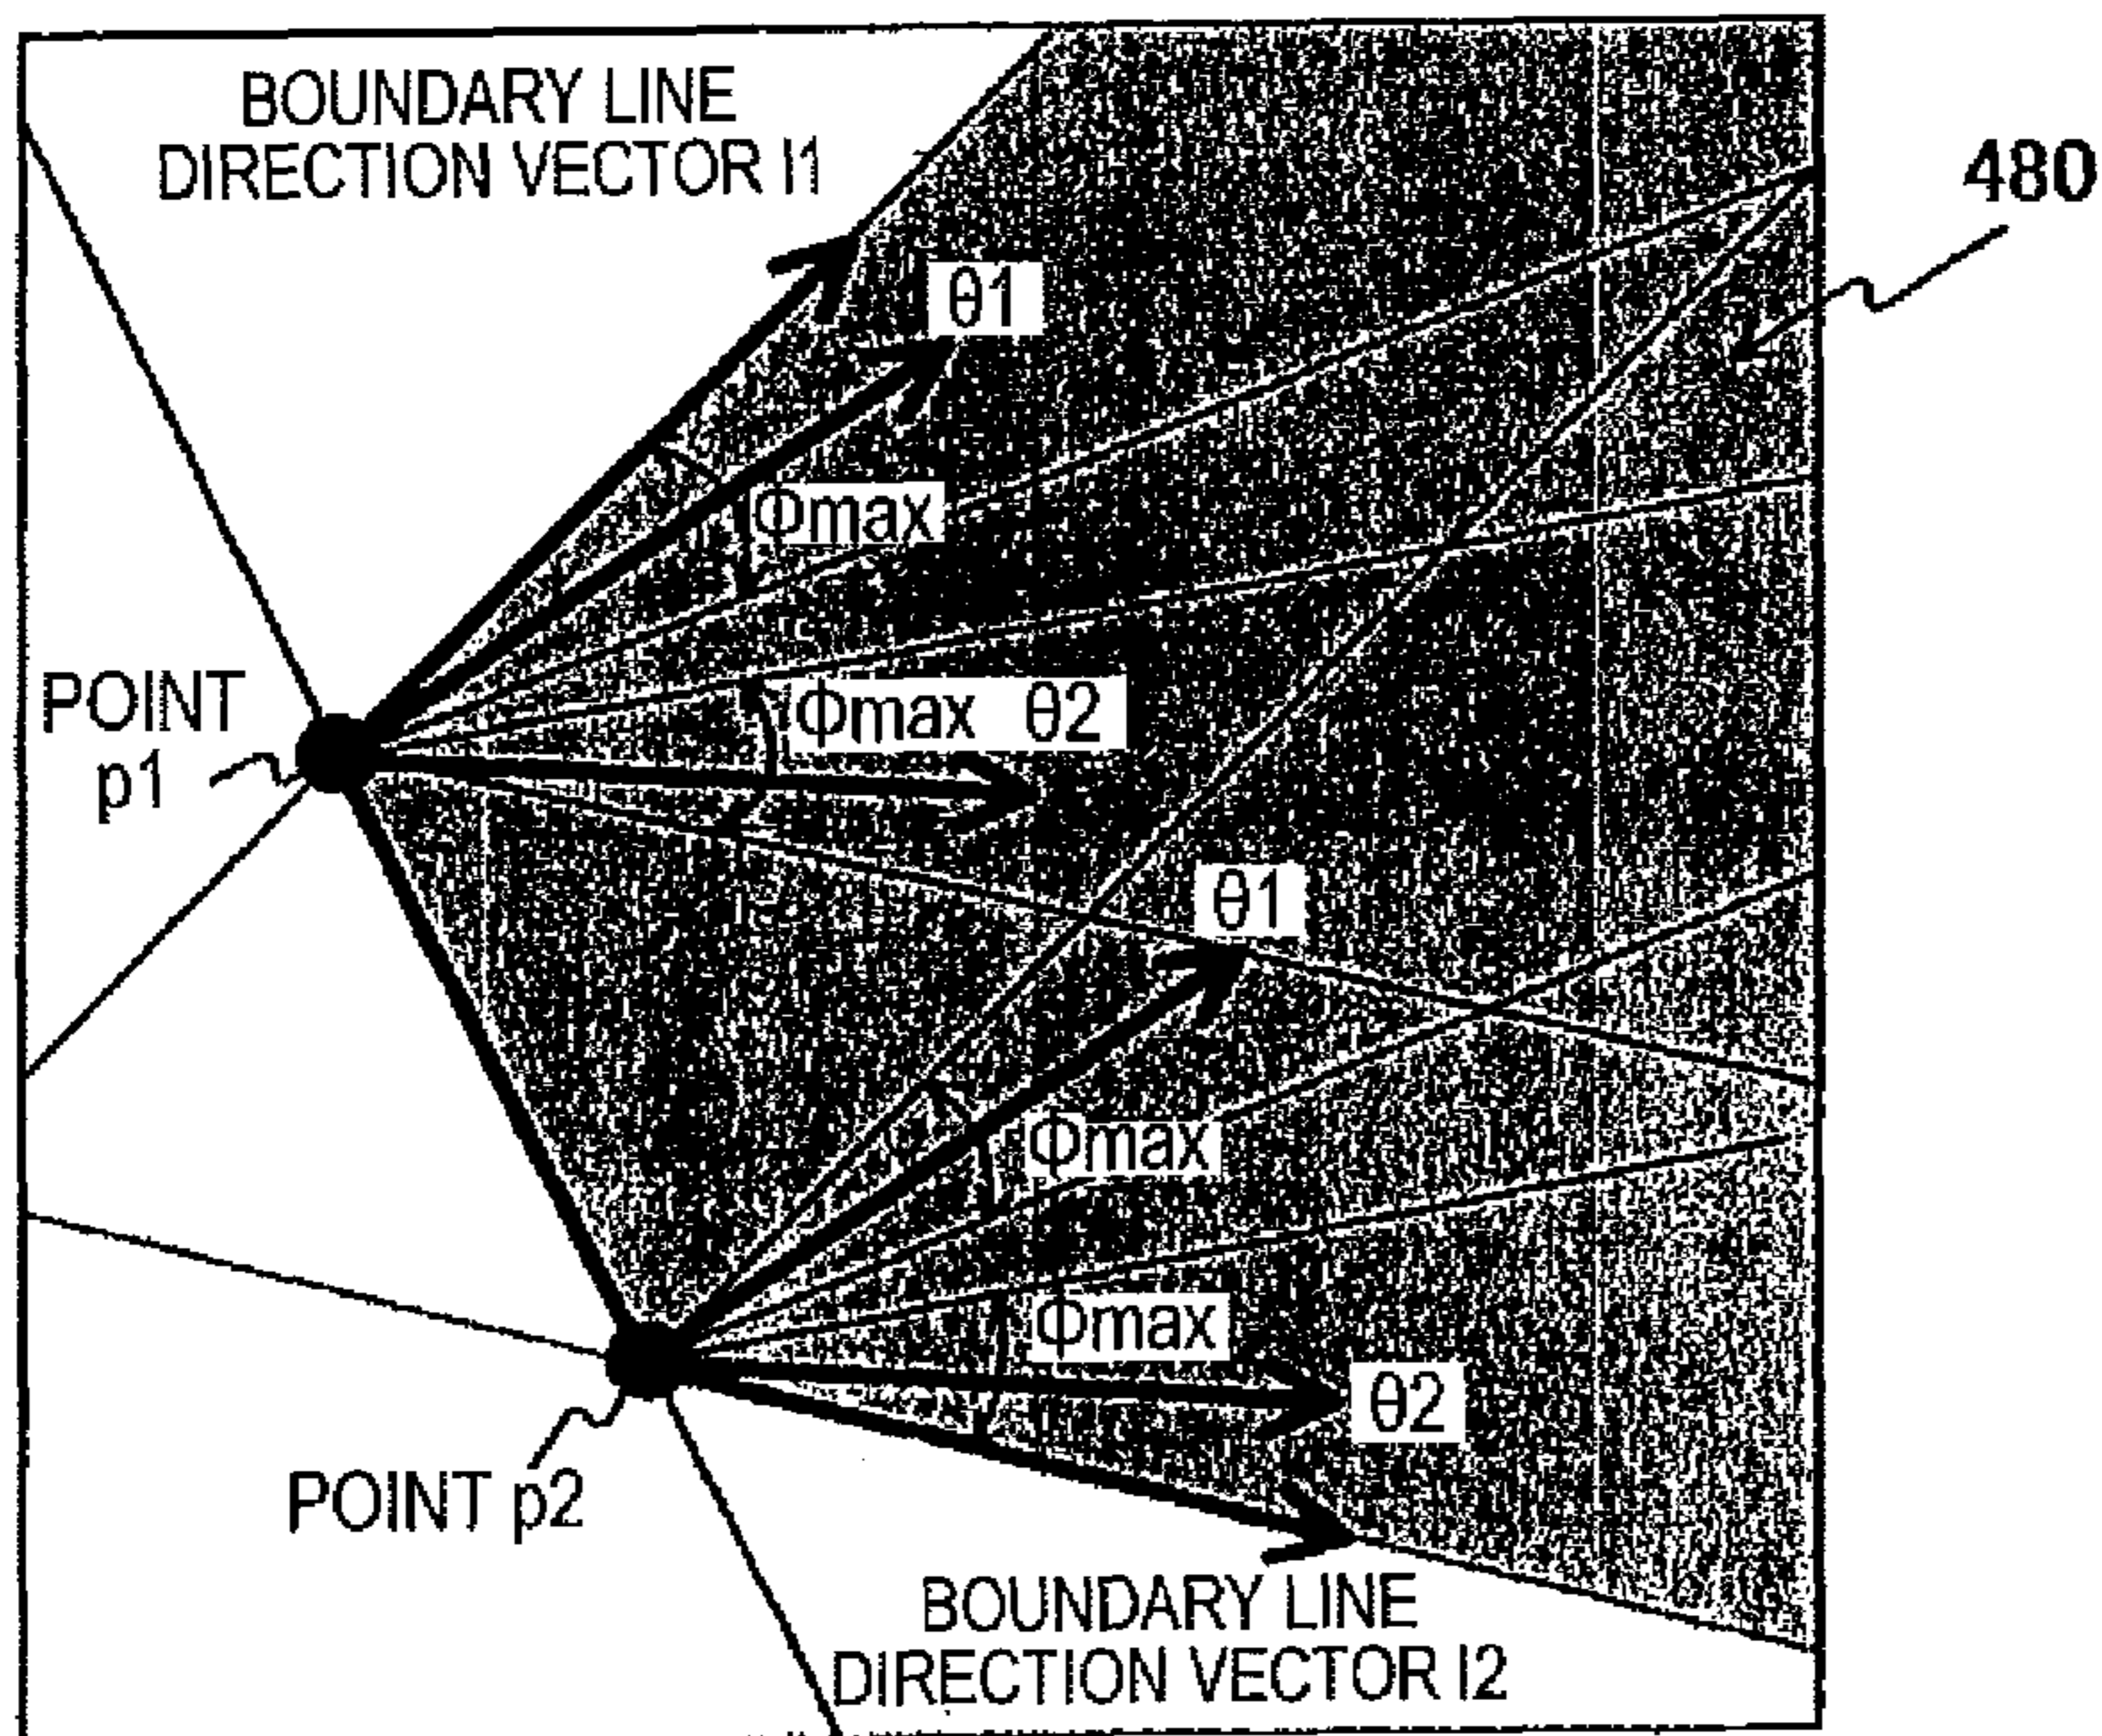 BOUNDARY LINE
DIRECTION VECTOR l1
480
θ1
Φmax
POINT
p1
Φmax θ2
θ1
Φmax
Φmax
θ2
POINT p2
BOUNDARY LINE
DIRECTION VECTOR l2